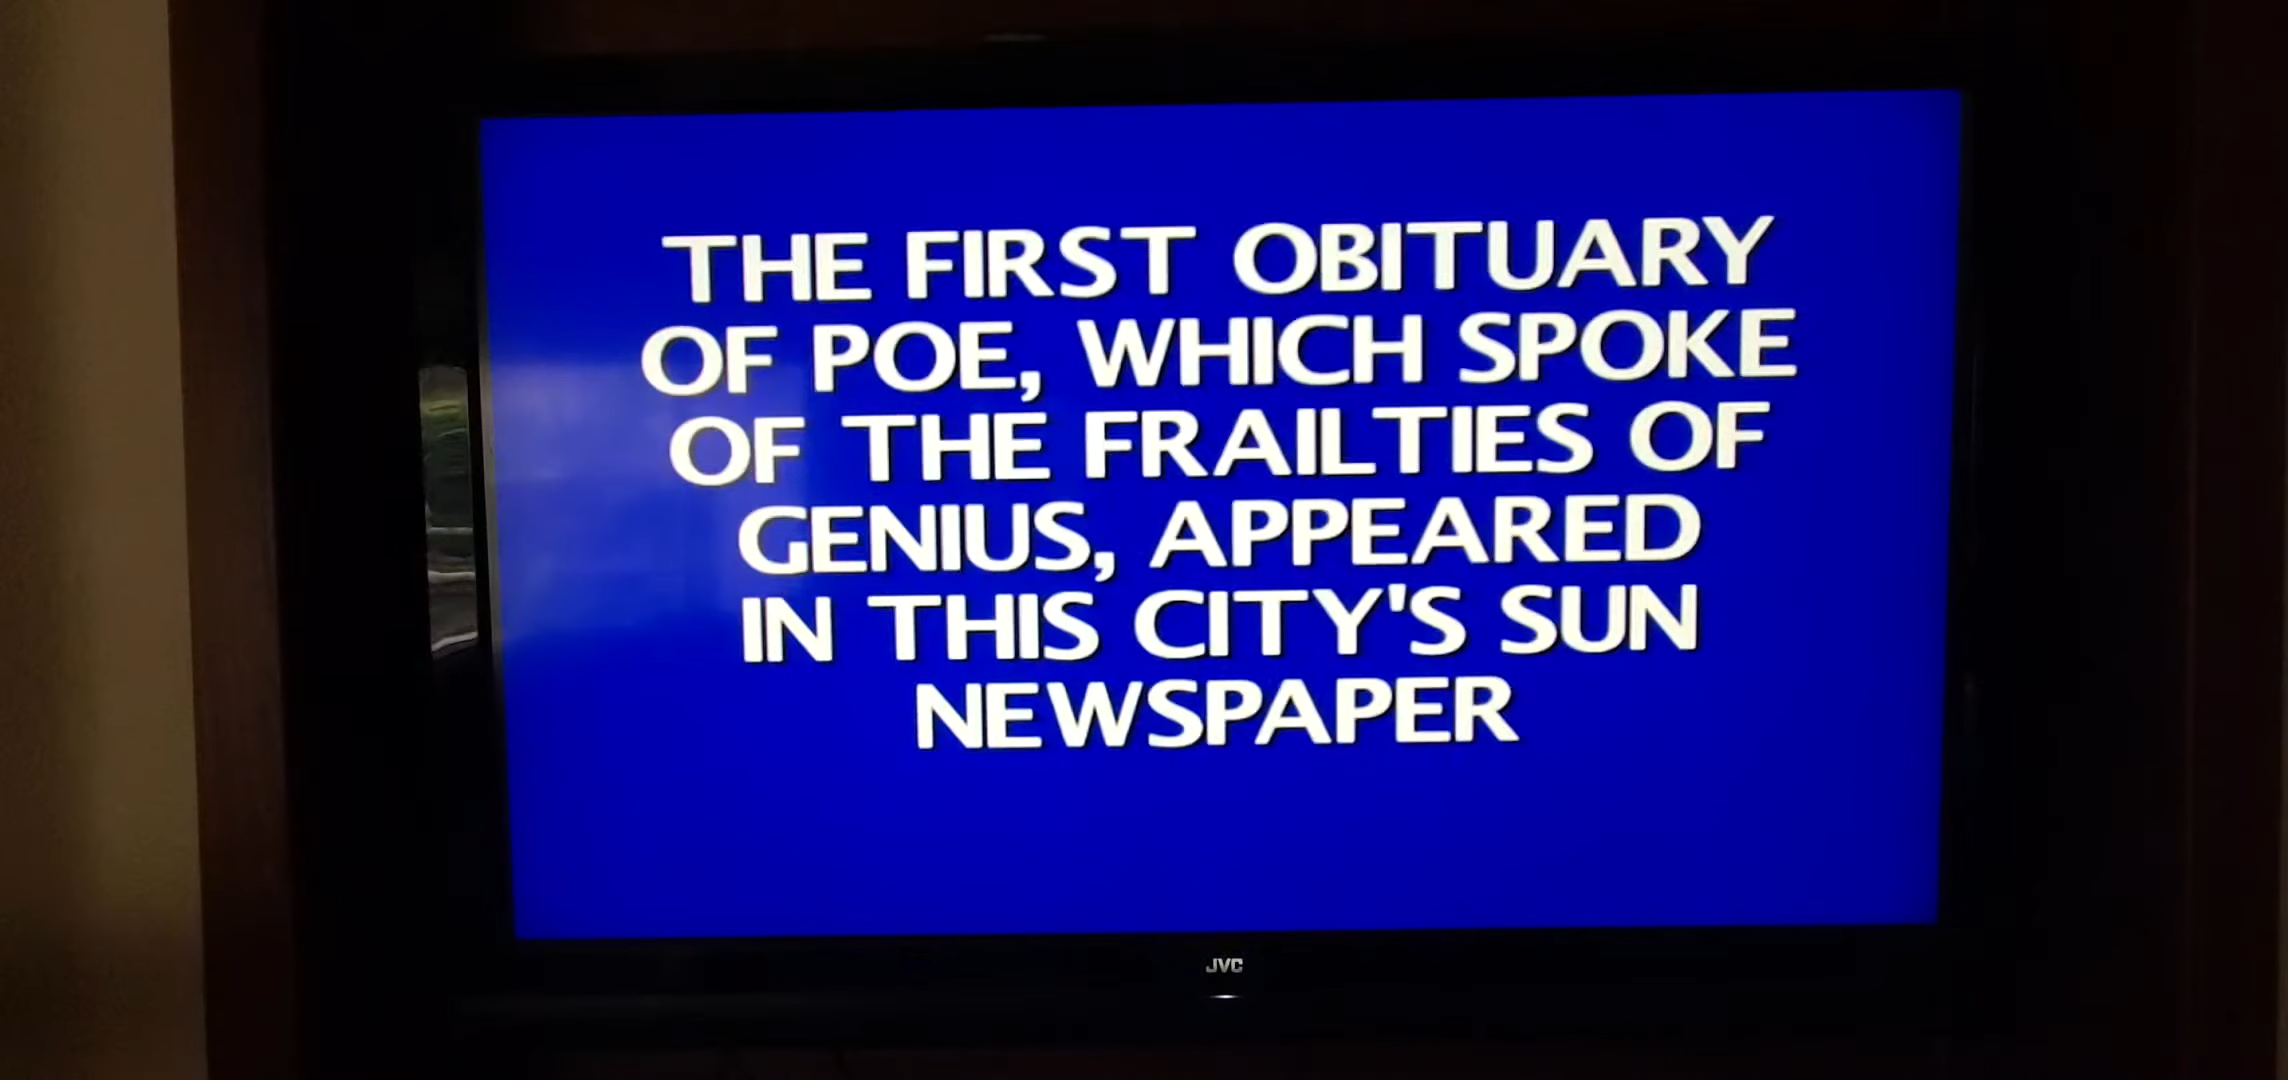 THE FIRST OBITUARY
OF POE, WHICH SPOKE
OF THE FRAILTIES OF
GENIUS, APPEARED
IN THIS CITY'S SUN
NEWSPAPER
JVC